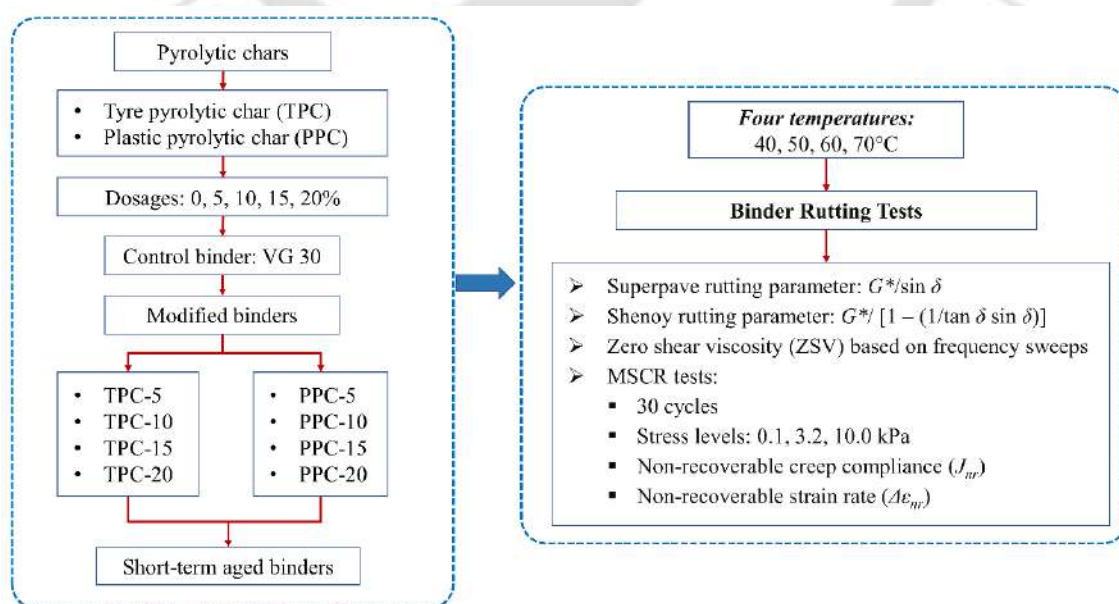 Pyrolytic chars
• Tyre pyrolytic char (TPC)
• Plastic pyrolytic char (PPC)
Dosages: 0, 5, 10, 15, 20%
Control binder: VG 30
Modified binders
• TPC-5
• TPC-10
• TPC-15
• TPC-20
• PPC-5
• PPC-10
• PPC-15
• PPC-20
Short-term aged binders
Four temperatures:
40, 50, 60, 70°C
Binder Rutting Tests
➢ Superpave rutting parameter: G*/sin δ
➢ Shenoy rutting parameter: G*/ [1 – (1/tan δ sin δ)]
➢ Zero shear viscosity (ZSV) based on frequency sweeps
➢ MSCR tests:
▪ 30 cycles
▪ Stress levels: 0.1, 3.2, 10.0 kPa
▪ Non-recoverable creep compliance (Jnr)
▪ Non-recoverable strain rate (Δεnr)